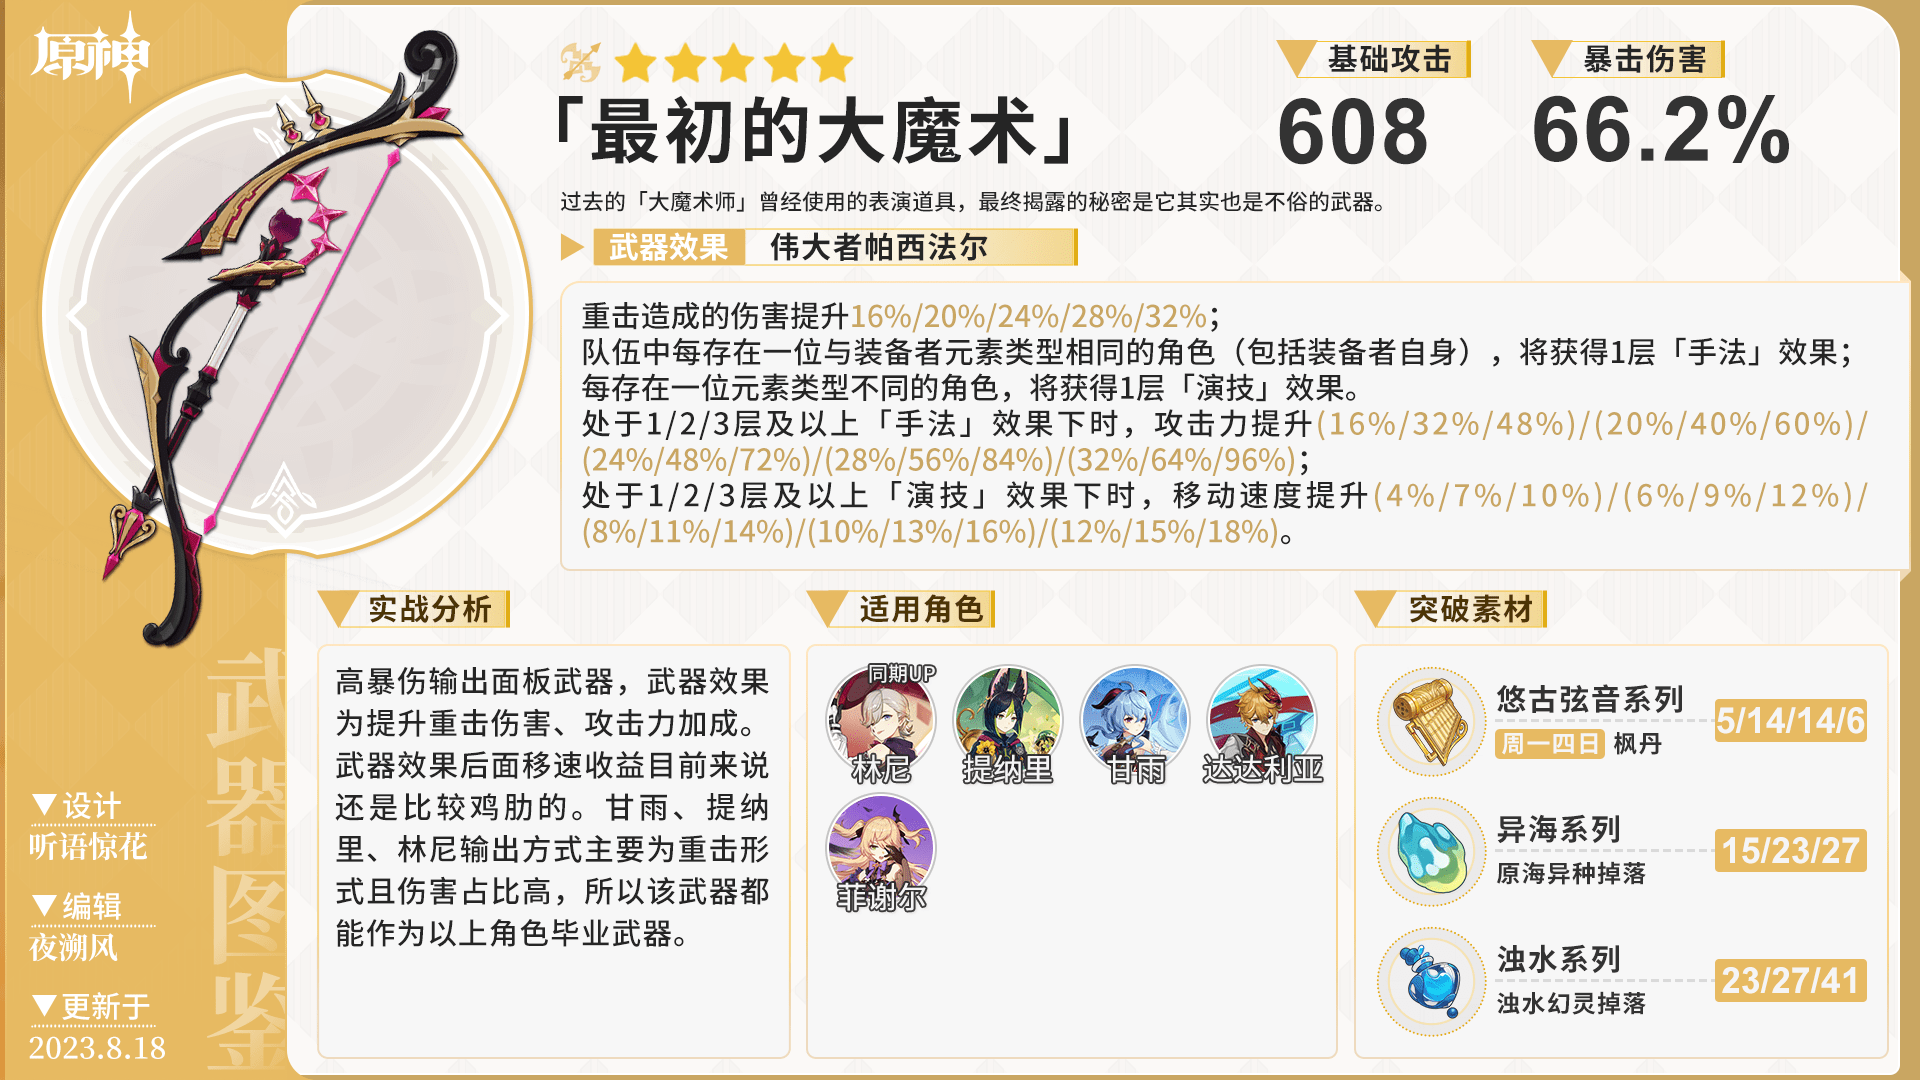 原神
「最初的大魔术」
基础攻击
608
暴击伤害
66.2%
过去的「大魔术师」曾经使用的表演道具，最终揭露的秘密是它其实也是不俗的武器。
武器效果
伟大者帕西法尔
重击造成的伤害提升16%/20%/24%/28%/32%；
队伍中每存在一位与装备者元素类型相同的角色（包括装备者自身），将获得1层「手法」效果；
每存在一位元素类型不同的角色，将获得1层「演技」效果。
处于1/2/3层及以上「手法」效果下时，攻击力提升(16%/32%/48%)/(20%/40%/60%)/
(24%/48%/72%)/(28%/56%/84%)/(32%/64%/96%)；
处于1/2/3层及以上「演技」效果下时，移动速度提升(4%/7%/10%)/(6%/9%/12%)/
(8%/11%/14%)/(10%/13%/16%)/(12%/15%/18%)。
实战分析
高暴伤输出面板武器，武器效果
为提升重击伤害、攻击力加成。
武器效果后面移速收益目前来说
还是比较鸡肋的。甘雨、提纳
里、林尼输出方式主要为重击形
式且伤害占比高，所以该武器都
能作为以上角色毕业武器。
适用角色
同期UP
林尼
提纳里
甘雨
达达利亚
菲谢尔
突破素材
悠古弦音系列
5/14/14/6
周一四日
枫丹
异海系列
15/23/27
原海异种掉落
浊水系列
23/27/41
浊水幻灵掉落
武器图鉴
▼设计
听语惊花
▼编辑
夜溯风
▼更新于
2023.8.18